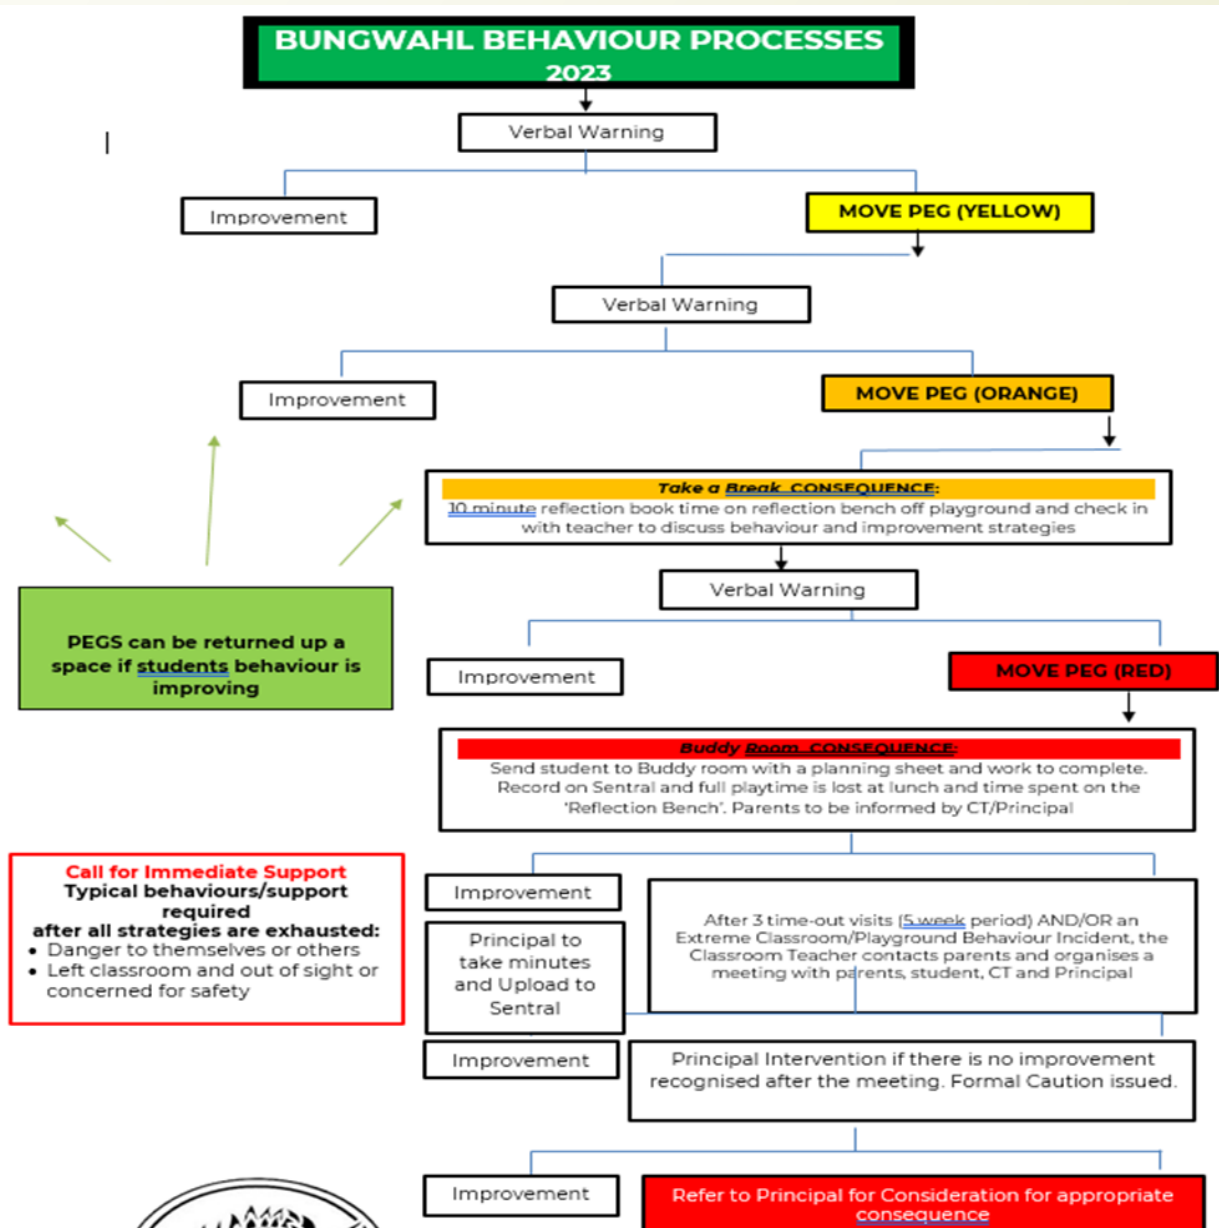 BUNGWAHL BEHAVIOUR PROCESSES
2023
Verbal Warning
Improvement
MOVE PEG (YELLOW)
Verbal Warning
Improvement
MOVE PEG (ORANGE)
Take a Break CONSEQUENCE:
10 minute reflection book time on reflection bench off playground and check in
with teacher to discuss behaviour and improvement strategies
Verbal Warning
PEGS can be returned up a
space if students behaviour is
improving
Improvement
MOVE PEG (RED)
Buddy Room CONSEQUENCE:
Send student to Buddy room with a planning sheet and work to complete.
Record on Sentral and full playtime is lost at lunch and time spent on the
‘Reflection Bench’. Parents to be informed by CT/Principal
Call for Immediate Support
Typical behaviours/support
required
after all strategies are exhausted:
• Danger to themselves or others
• Left classroom and out of sight or
concerned for safety
Improvement
Principal to
take minutes
and Upload to
Sentral
After 3 time-out visits (5 week period) AND/OR an
Extreme Classroom/Playground Behaviour Incident, the
Classroom Teacher contacts parents and organises a
meeting with parents, student, CT and Principal
Improvement
Principal Intervention if there is no improvement
recognised after the meeting. Formal Caution issued.
Improvement
Refer to Principal for Consideration for appropriate
consequence